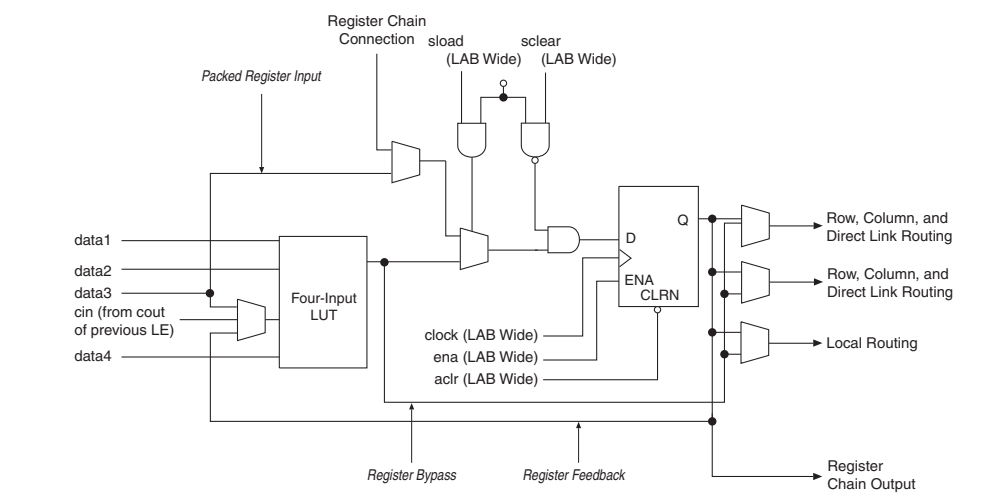 Register Chain
Connection
sload
(LAB Wide)
sclear
(LAB Wide)
Packed Register Input
data1
data2
data3
cin (from cout
of previous LE)
data4
Four-Input
LUT
D
Q
ENA
CLRN
clock (LAB Wide)
ena (LAB Wide)
aclr (LAB Wide)
Row, Column, and
Direct Link Routing
Row, Column, and
Direct Link Routing
Local Routing
Register Bypass
Register Feedback
Register
Chain Output